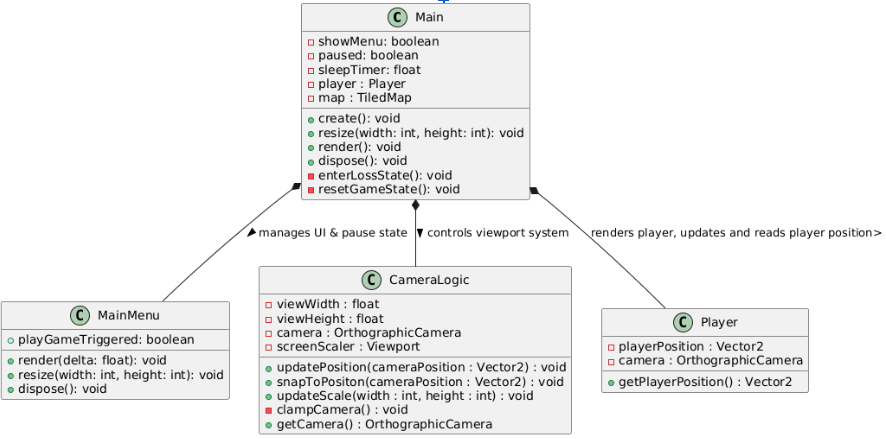 C Main
showMenu: boolean
paused: boolean
sleepTimer: float
player : Player
map : TiledMap
create(): void
resize(width: int, height: int): void
render(): void
dispose(): void
enterLossState(): void
resetGameState(): void
manages UI & pause state
controls viewport system
renders player, updates and reads player position>
C MainMenu
playGameTriggered: boolean
render(delta: float): void
resize(width: int, height: int): void
dispose(): void
C CameraLogic
viewWidth : float
viewHeight : float
camera : OrthographicCamera
screenScaler : Viewport
updatePosition(cameraPosition : Vector2) : void
snapToPositon(cameraPosition : Vector2) : void
updateScale(width : int, height : int) : void
clampCamera() : void
getCamera() : OrthographicCamera
C Player
playerPosition : Vector2
camera : OrthographicCamera
getPlayerPosition() : Vector2